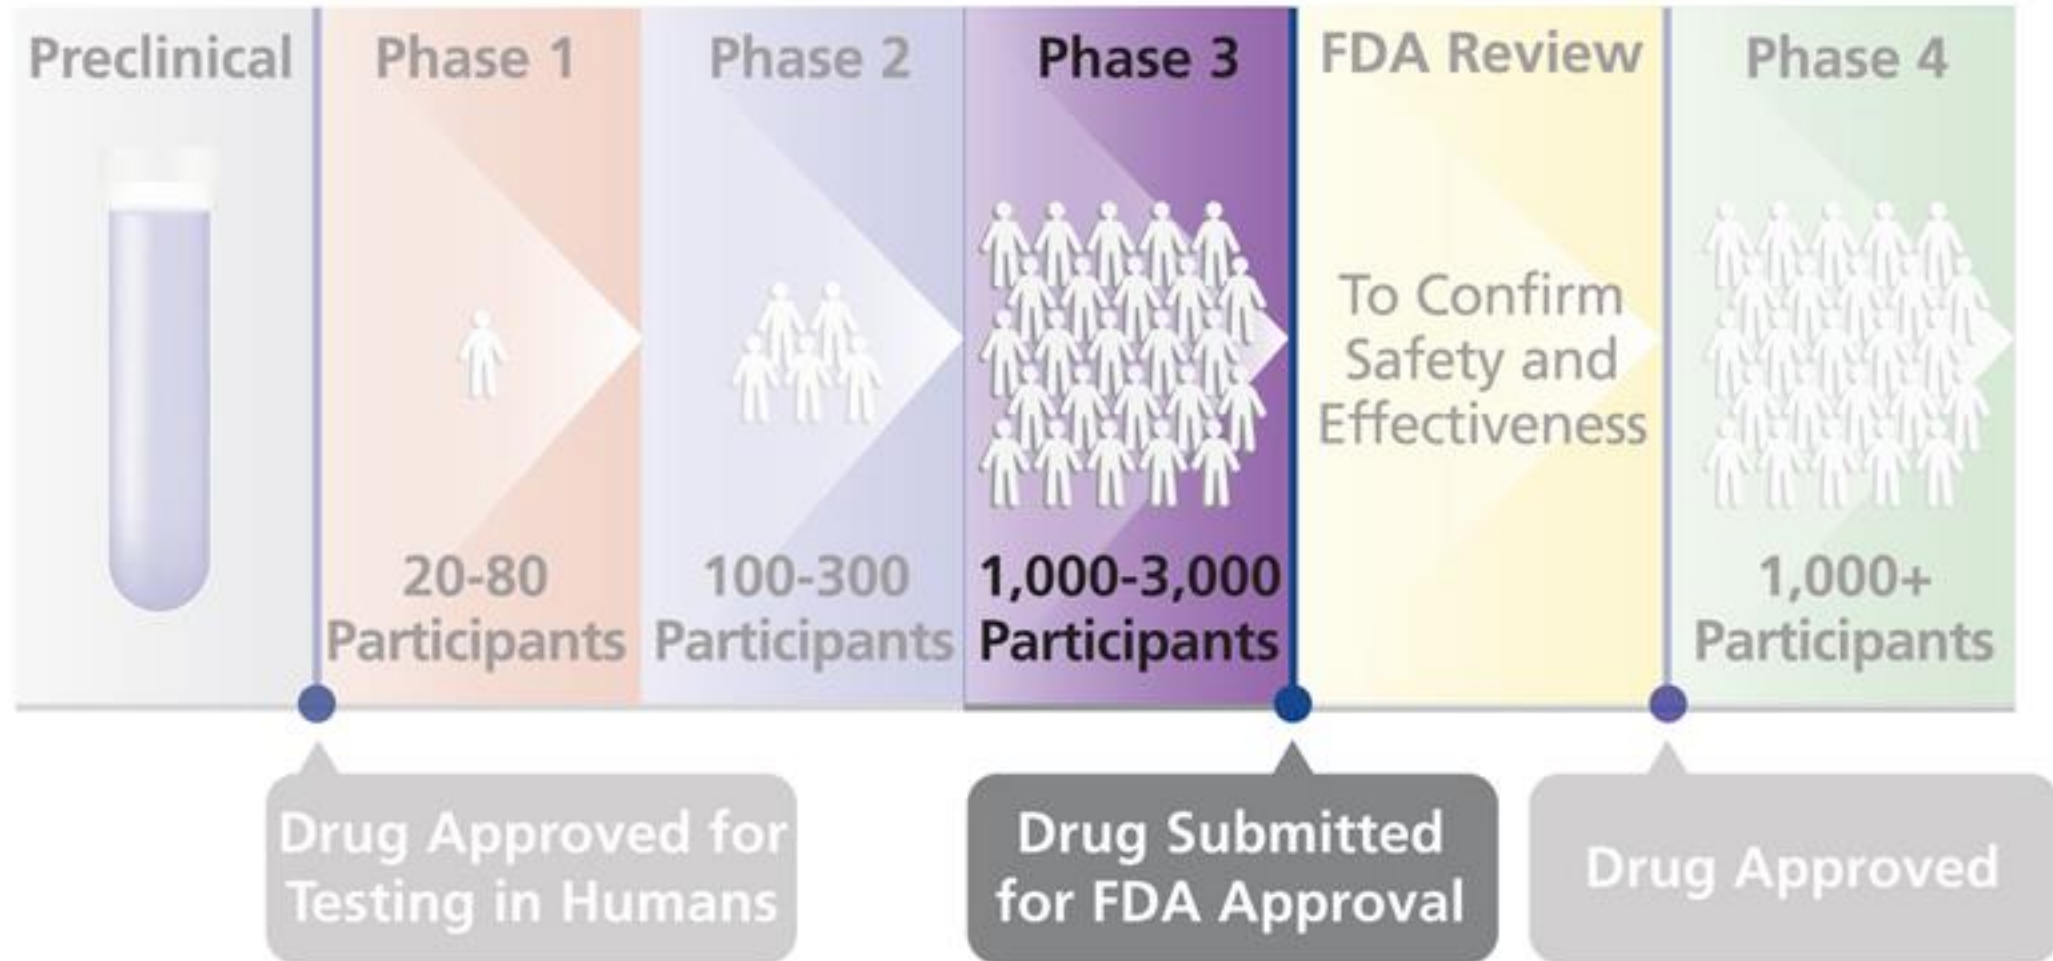 Preclinical
Phase 1
Phase 2
Phase 3
FDA Review
Phase 4
To Confirm
Safety and
Effectiveness
20-80
Participants
100-300
Participants
1,000-3,000
Participants
1,000+
Participants
Drug Approved for
Testing in Humans
Drug Submitted
for FDA Approval
Drug Approved